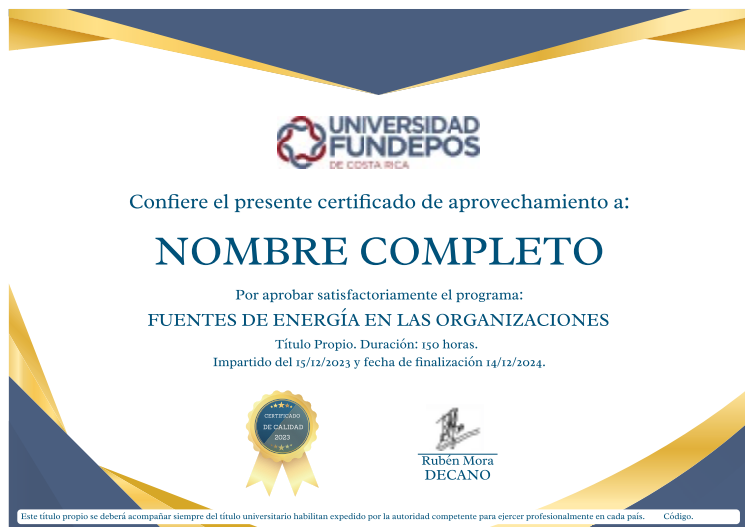 UNIVERSIDAD
FUNDEPOS
DE COSTA RICA
Confiere el presente certificado de aprovechamiento a:
NOMBRE COMPLETO
Por aprobar satisfactoriamente el programa:
FUENTES DE ENERGÍA EN LAS ORGANIZACIONES
Título Propio. Duración: 150 horas.
Impartido del 15/12/2023 y fecha de finalización 14/12/2024.
CERTIFICADO
DE CALIDAD
2023
Rubén Mora
DECANO
Este título propio se deberá acompañar siempre del título universitario habilitan expedido por la autoridad competente para ejercer profesionalmente en cada país. Código.